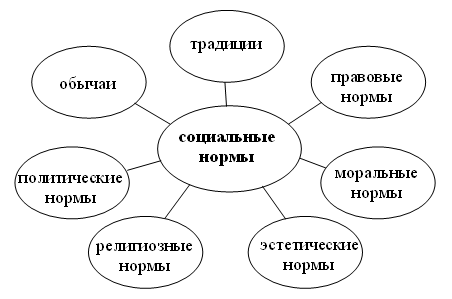 традиции
обычаи
правовые
нормы
социальные
нормы
политические
нормы
моральные
нормы
религиозные
нормы
эстетические
нормы